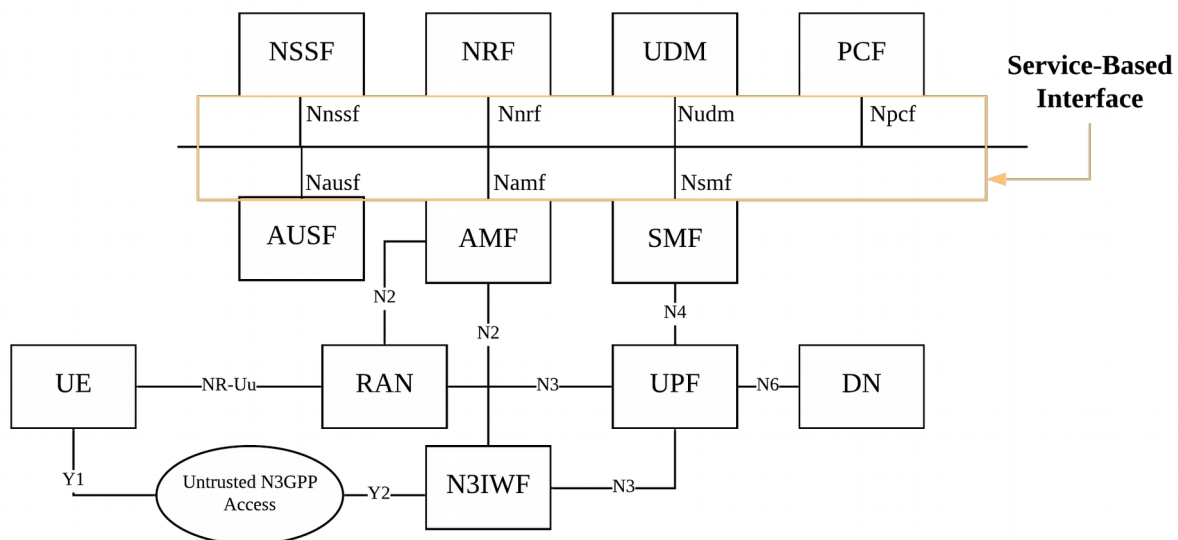 NSSF
NRF
UDM
PCF
Service-Based
Interface
Nnssf
Nnrf
Nudm
Npcf
Nausf
Namf
Nsmf
AUSF
AMF
SMF
N2
N2
N4
UE
NR-Uu
RAN
N3
UPF
N6
DN
Y1
Untrusted N3GPP
Access
Y2
N3IWF
N3